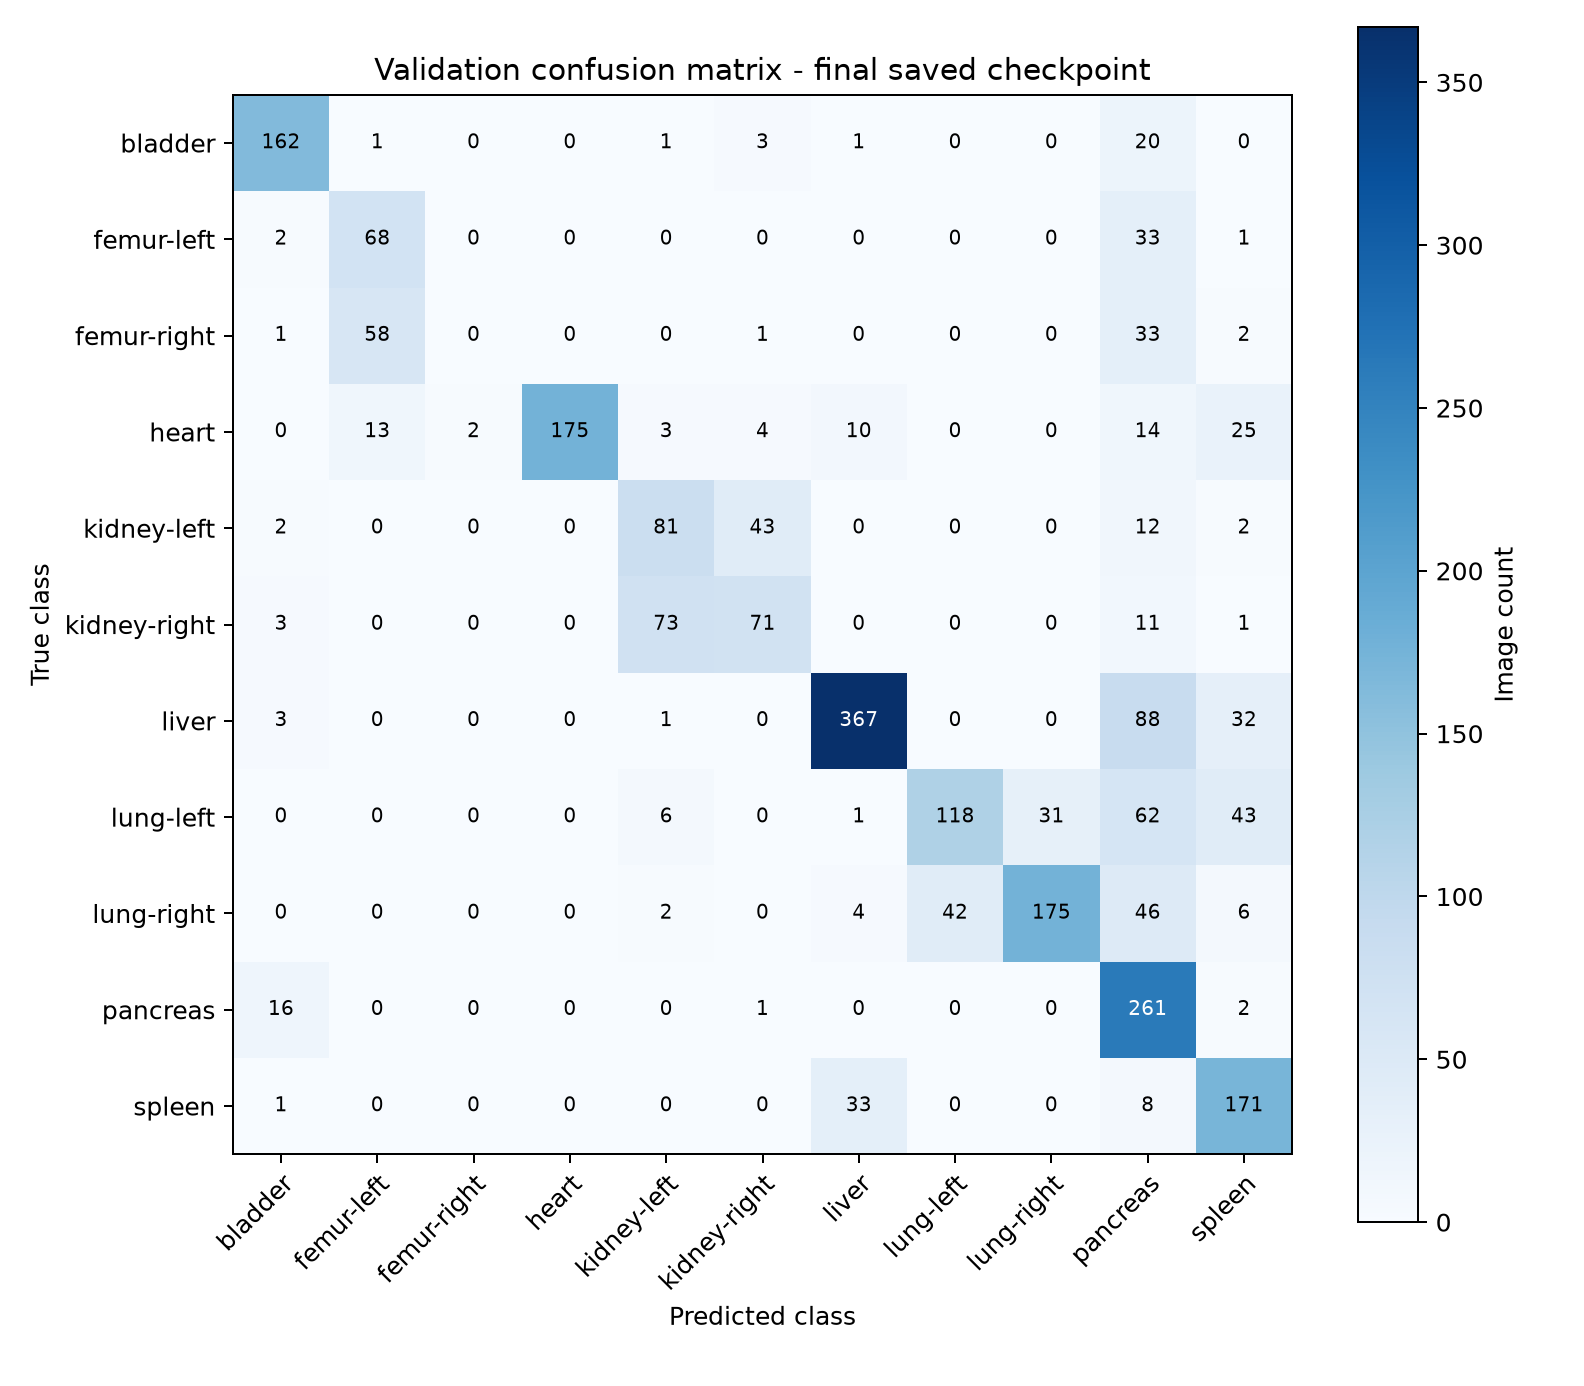 Validation confusion matrix - final saved checkpoint
bladder 162 1 0 0 1 3 1 0 0 20 0
femur-left 2 68 0 0 0 0 0 0 0 33 1
femur-right 1 58 0 0 0 1 0 0 0 33 2
heart 0 13 2 175 3 4 10 0 0 14 25
kidney-left 2 0 0 0 81 43 0 0 0 12 2
kidney-right 3 0 0 0 73 71 0 0 0 11 1
liver 3 0 0 0 1 0 367 0 0 88 32
lung-left 0 0 0 0 6 0 1 118 31 62 43
lung-right 0 0 0 0 2 0 4 42 175 46 6
pancreas 16 0 0 0 0 1 0 0 0 261 2
spleen 1 0 0 0 0 0 33 0 0 8 171
bladder femur-left femur-right heart kidney-left kidney-right liver lung-left lung-right pancreas spleen
Predicted class
True class
350
300
250
200
150
100
50
0
Image count